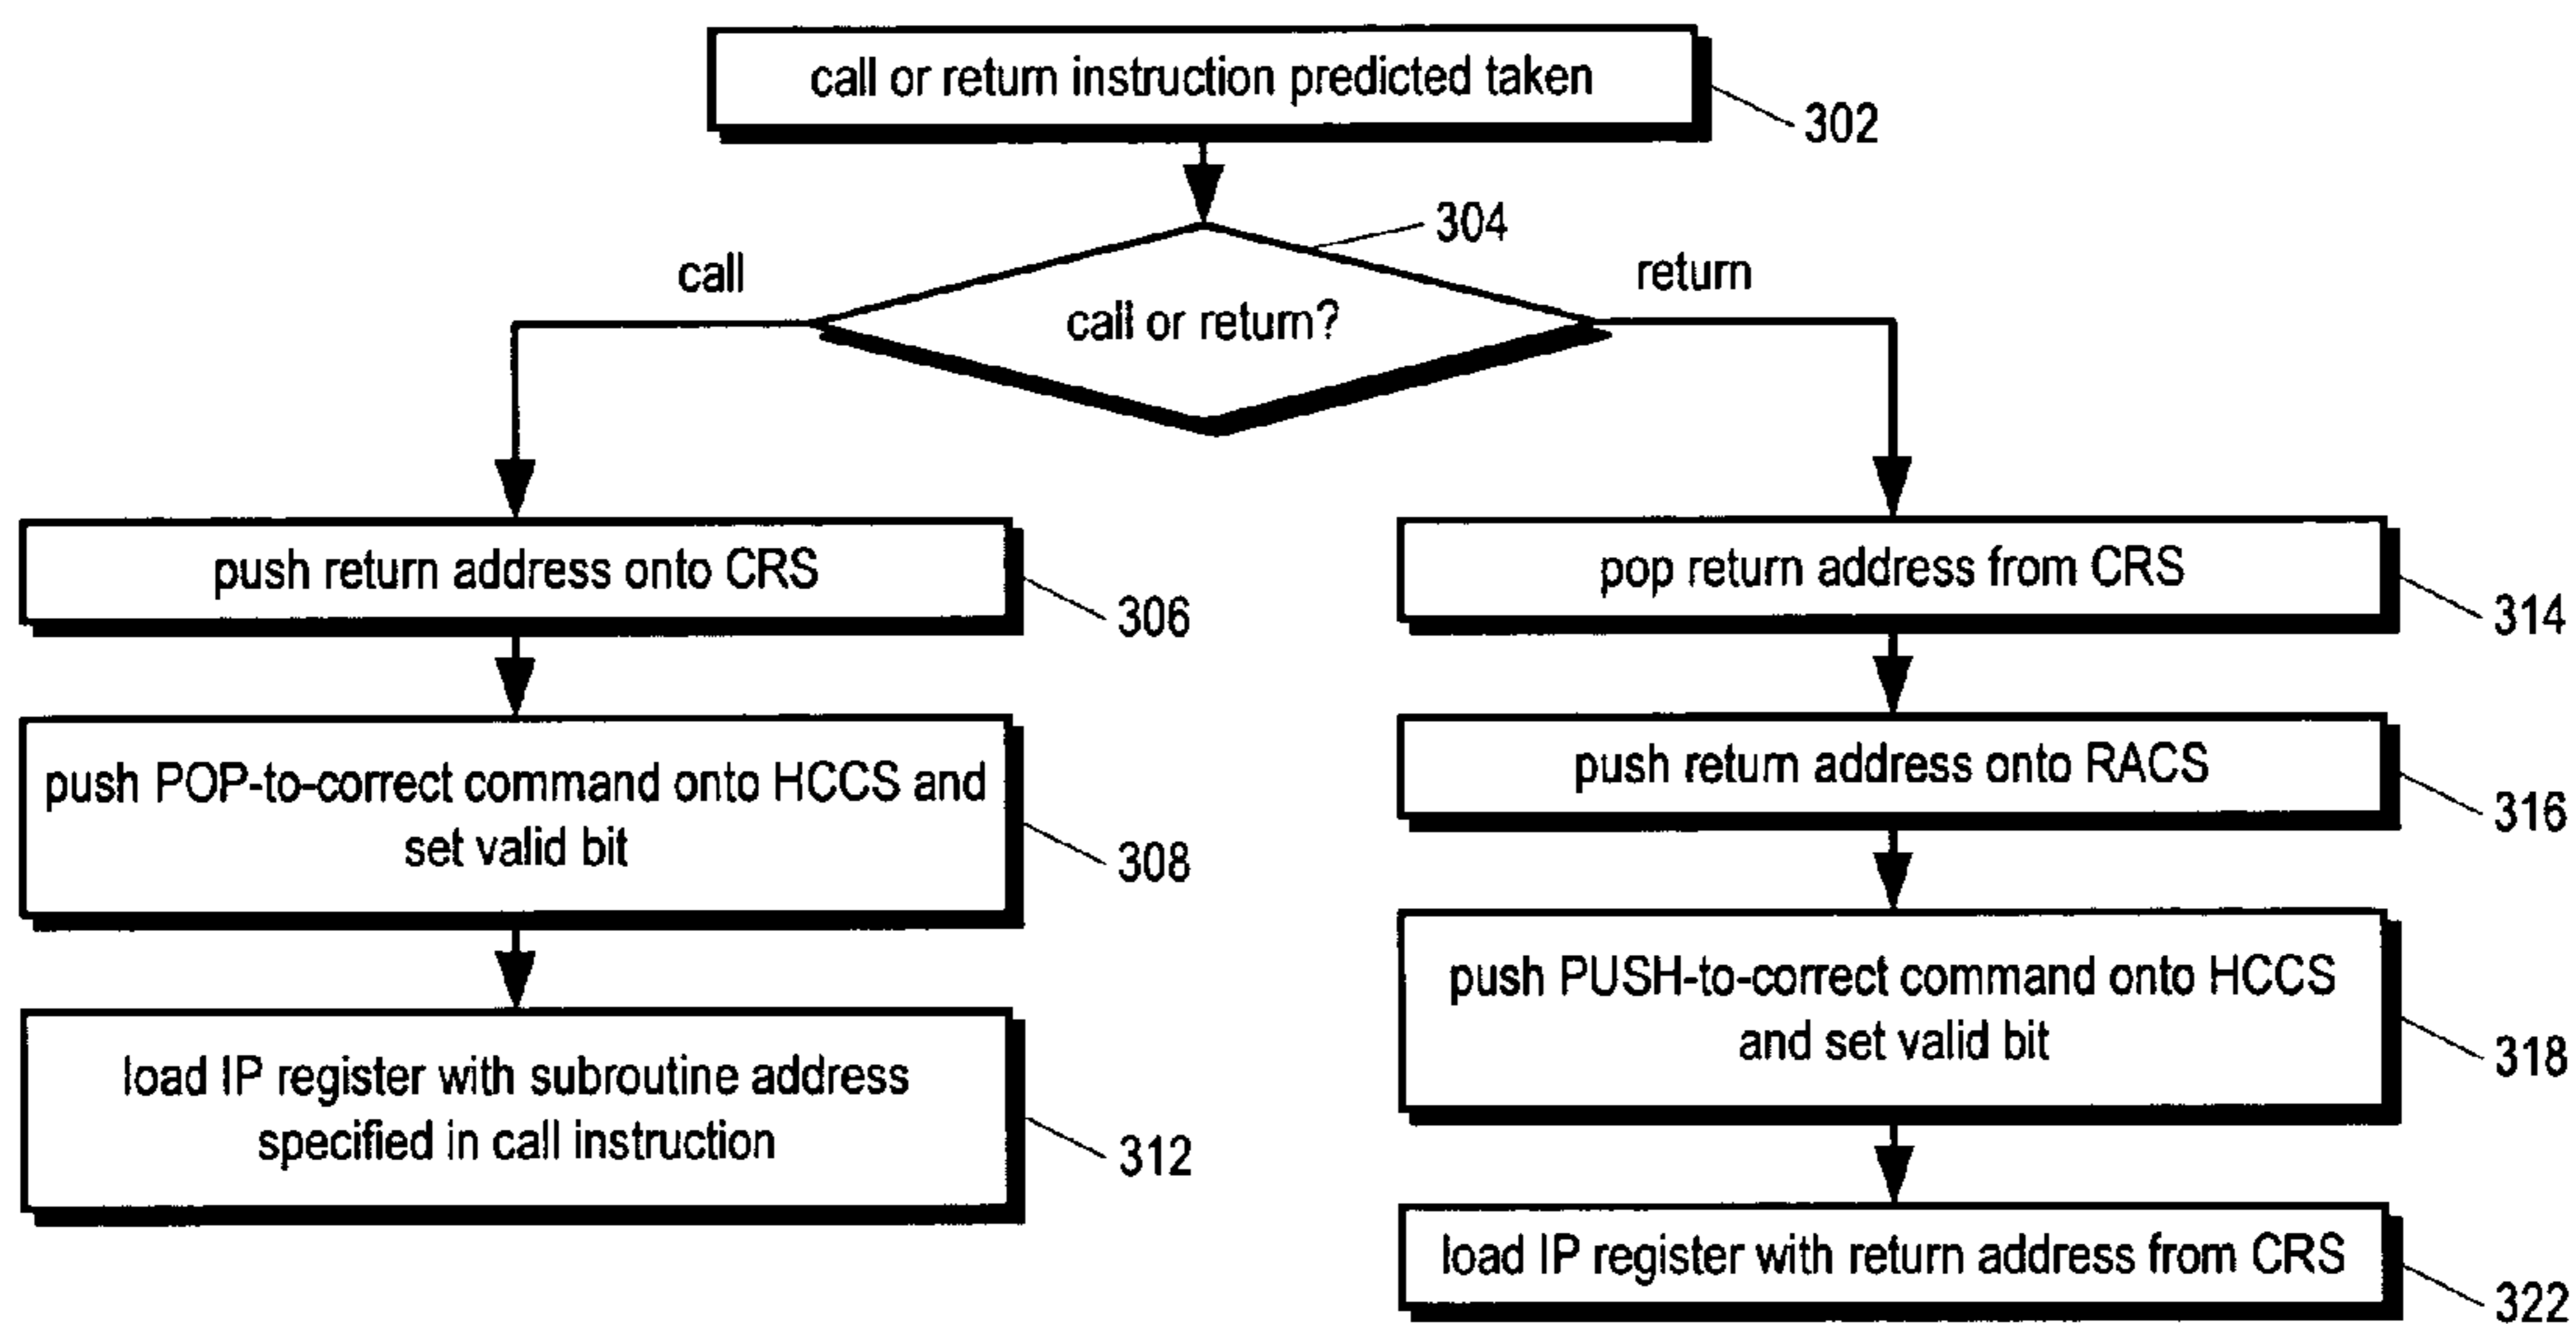 call or return instruction predicted taken
302
304
call
return
call or return?
push return address onto CRS
306
push POP-to-correct command onto HCCS and
set valid bit
308
load IP register with subroutine address
specified in call instruction
312
pop return address from CRS
314
push return address onto RACS
316
push PUSH-to-correct command onto HCCS
and set valid bit
318
load IP register with return address from CRS
322